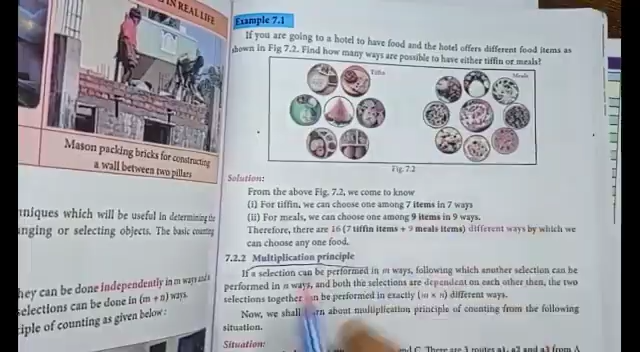 IN REAL LIFE
Mason packing bricks for constructing
a wall between two pillars
niques which will be useful in determining the
nging or selecting objects. The basic counting
hey can be done independently in m ways and
selections can be done in (m + n) ways.
iple of counting as given below :
Example 7.1
If you are going to a hotel to have food and the hotel offers different food items as
shown in Fig 7.2. Find how many ways are possible to have either tiffin or meals?
Tiffin
Meals
Fig. 7.2
Solution:
From the above Fig. 7.2, we come to know
(i) For tiffin, we can choose one among 7 items in 7 ways
(ii) For meals, we can choose one among 9 items in 9 ways.
Therefore, there are 16 (7 tiffin items + 9 meals items) different ways by which we
can choose any one food.
7.2.2 Multiplication principle
If a selection can be performed in m ways, following which another selection can be
performed in n ways, and both the selections are dependent on each other then, the two
selections together can be performed in exactly (m × n) different ways.
Now, we shall about multiplication principle of counting from the following
situation.
Situation:
and C. There are 3 routes a1, a2 and a3 from A